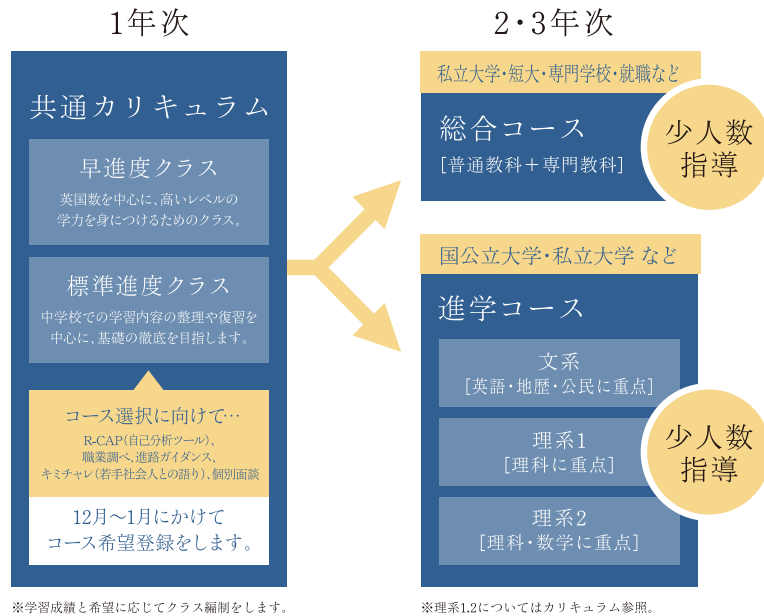 1年次
共通カリキュラム
早進度クラス
英国数を中心に、高いレベルの
学力を身につけるためのクラス。
標準進度クラス
中学校での学習内容の整理や復習を
中心に、基礎の徹底を目指します。
コース選択に向けて…
R-CAP(自己分析ツール)、
職業調べ、進路ガイダンス、
キミチャレ(若手社会人との語り)、個別面談
12月〜1月にかけて
コース希望登録をします。
※学習成績と希望に応じてクラス編制をします。
2・3年次
私立大学・短大・専門学校・就職など
総合コース
[普通教科＋専門教科]
少人数
指導
国公立大学・私立大学 など
進学コース
文系
[英語・地歴・公民に重点]
理系1
[理科に重点]
理系2
[理科・数学に重点]
少人数
指導
※理系1.2についてはカリキュラム参照。